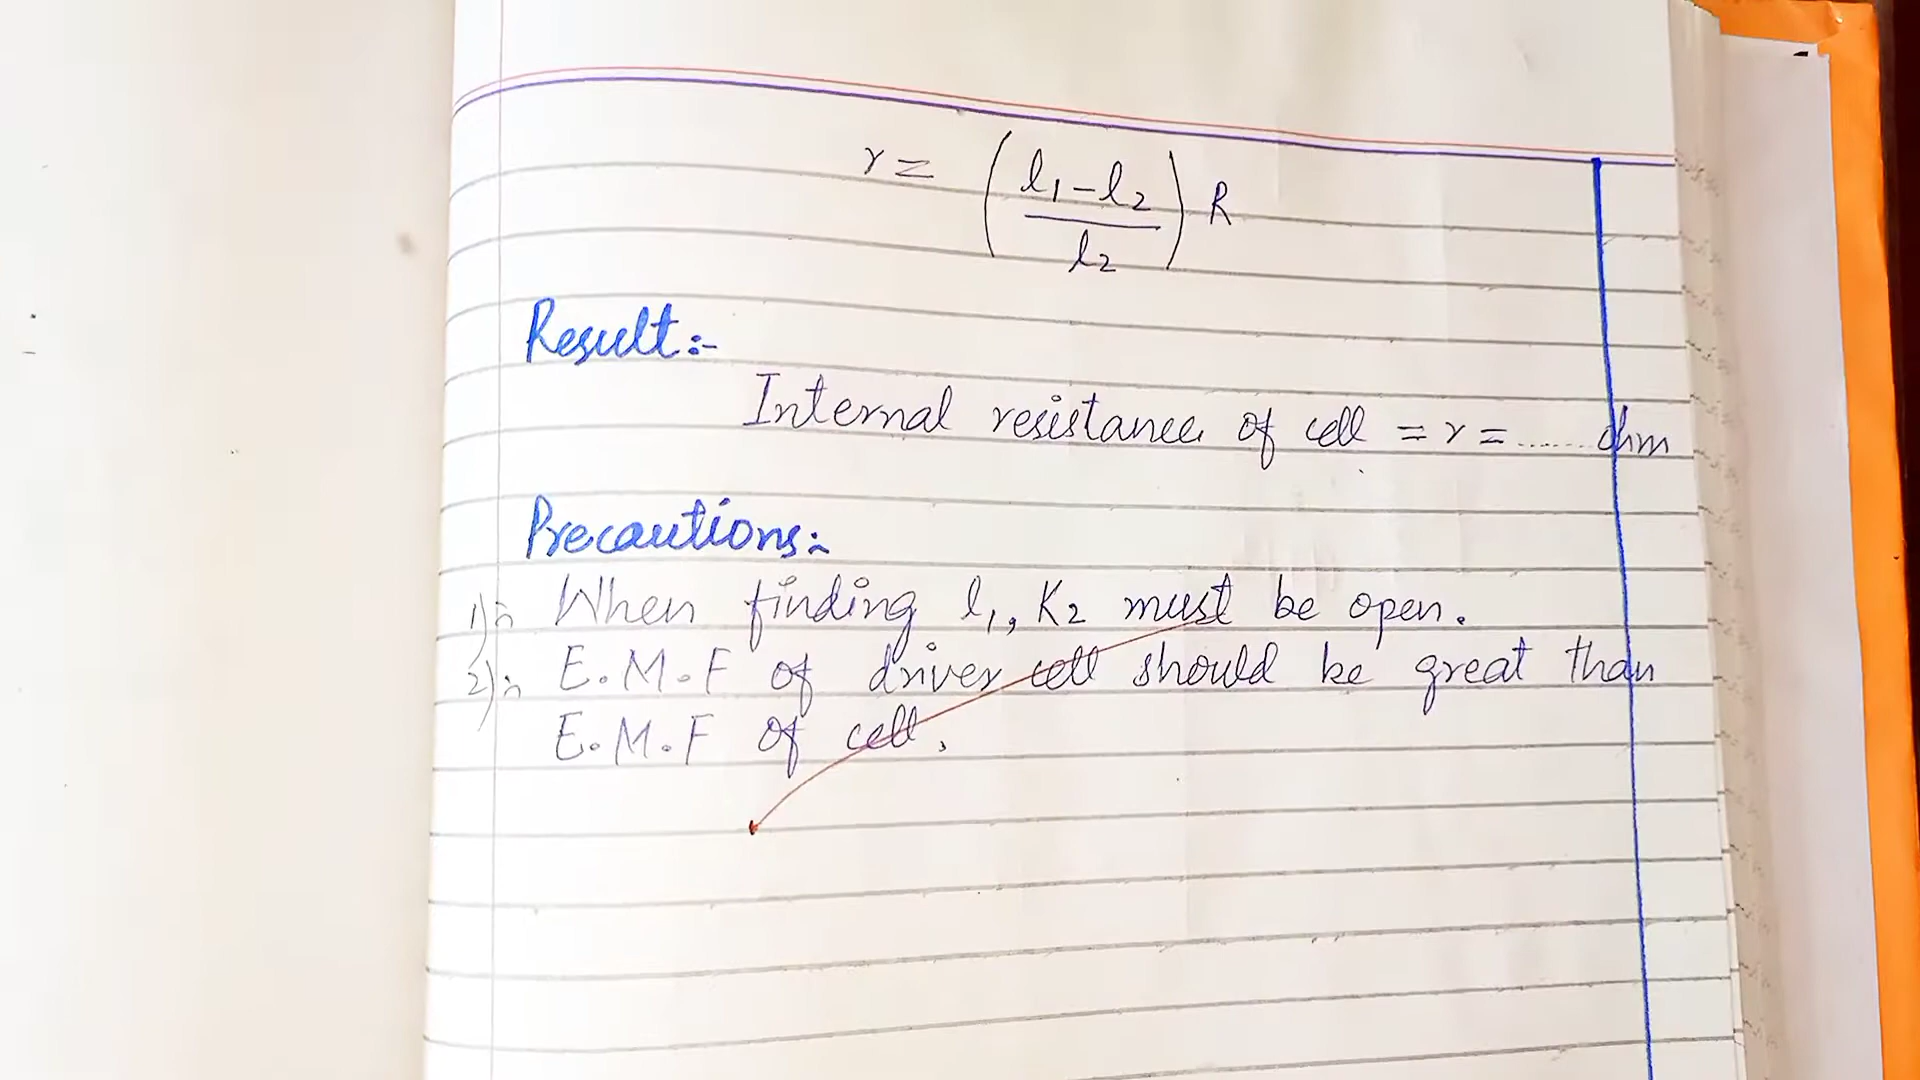 r = (l₁-l₂ / l₂) R
Result:-
Internal resistance of cell = r = ...... ohm
Precautions:-
1):- When finding l₁, K₂ must be open.
2):- E.M.F of driver cell should be great than
E.M.F of cell.